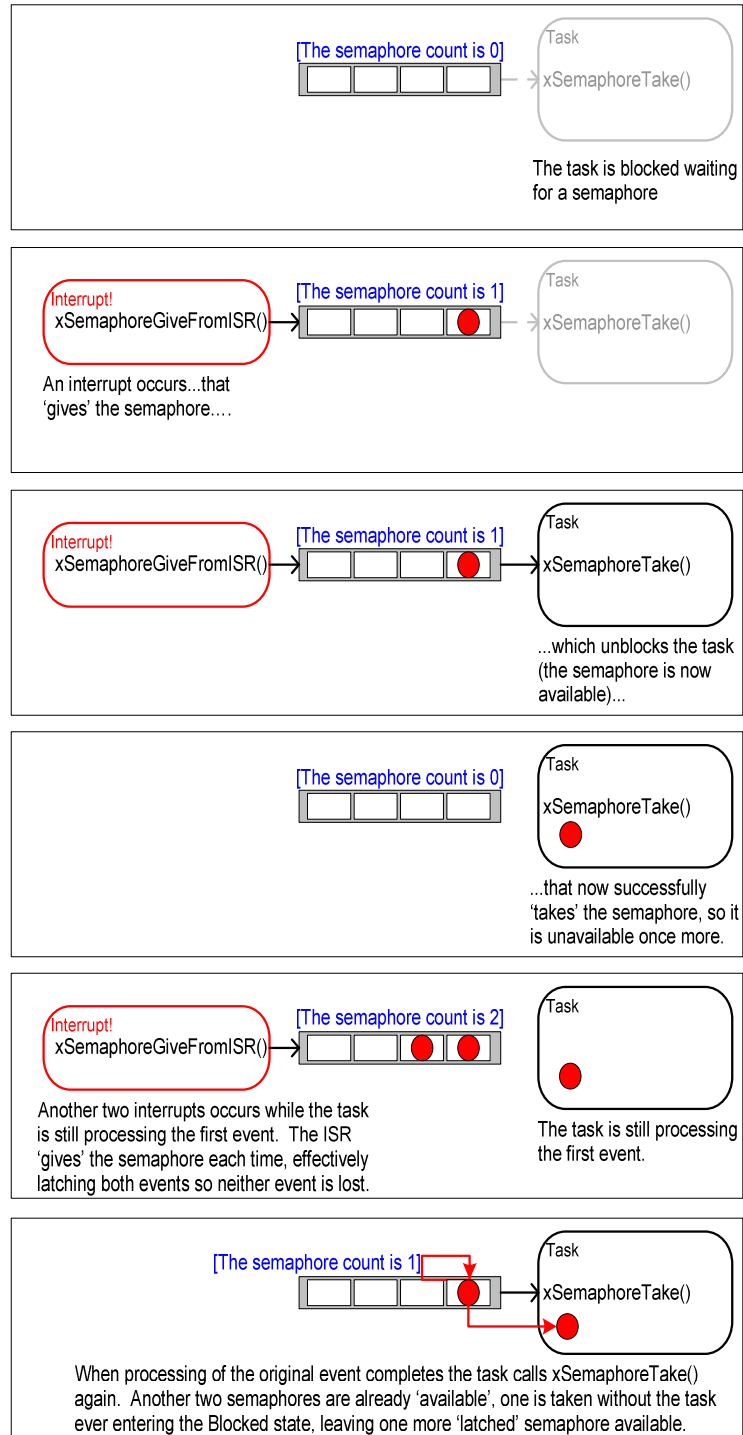 [The semaphore count is 0]
Task
xSemaphoreTake()
The task is blocked waiting
for a semaphore
Interrupt!
xSemaphoreGiveFromISR()
An interrupt occurs...that
‘gives’ the semaphore….
[The semaphore count is 1]
Task
xSemaphoreTake()
Interrupt!
xSemaphoreGiveFromISR()
[The semaphore count is 1]
Task
xSemaphoreTake()
...which unblocks the task
(the semaphore is now
available)...
[The semaphore count is 0]
Task
xSemaphoreTake()
...that now successfully
‘takes’ the semaphore, so it
is unavailable once more.
Interrupt!
xSemaphoreGiveFromISR()
[The semaphore count is 2]
Task
Another two interrupts occurs while the task
is still processing the first event.  The ISR
‘gives’ the semaphore each time, effectively
latching both events so neither event is lost.
The task is still processing
the first event.
[The semaphore count is 1]
Task
xSemaphoreTake()
When processing of the original event completes the task calls xSemaphoreTake()
again.  Another two semaphores are already ‘available’, one is taken without the task
ever entering the Blocked state, leaving one more ‘latched’ semaphore available.